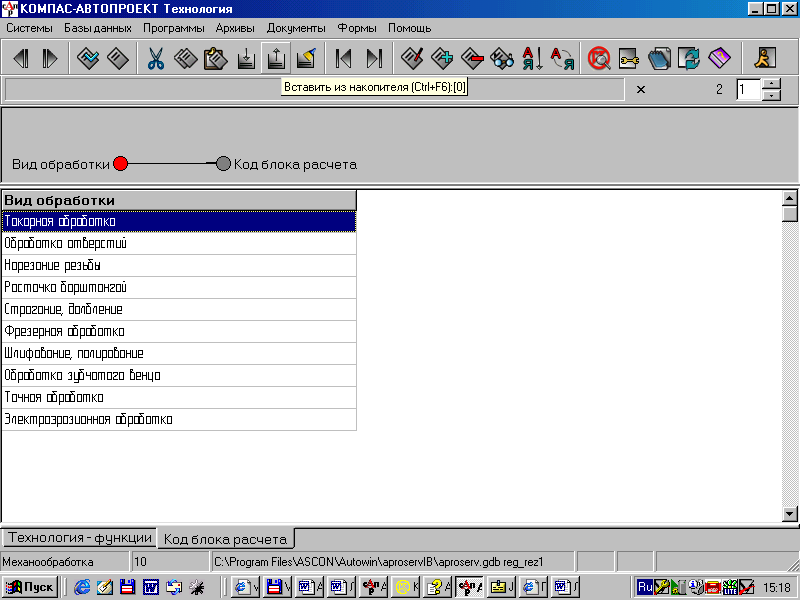 КОМПАС-АВТОПРОЕКТ Технология
Системы Базы данных Программы Архивы Документы Формы Помощь
Вставить из накопителя (Ctrl+F6):[0]
2 1
Вид обработки Код блока расчета
Вид обработки
Токарная обработка
Обработка отверстий
Нарезание резьбы
Расточка борштангой
Строгание, долбление
Фрезерная обработка
Шлифование, полирование
Обработка зубчатого венца
Точная обработка
Электроэрозионная обработка
Технология - функции Код блока расчета
Механообработка 10 C:\Program Files\ASCON\Autowin\aproservIB\aproserv.gdb reg_rez1
Пуск Ru 15:18